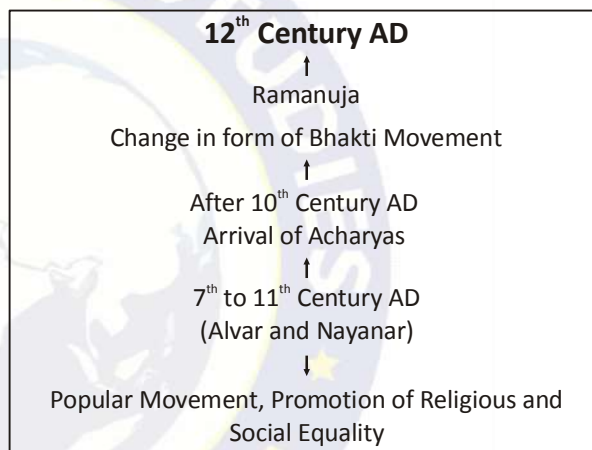 12th Century AD
Ramanuja
Change in form of Bhakti Movement
After 10th Century AD
Arrival of Acharyas
7th to 11th Century AD
(Alvar and Nayanar)
Popular Movement, Promotion of Religious and
Social Equality
TUDIES